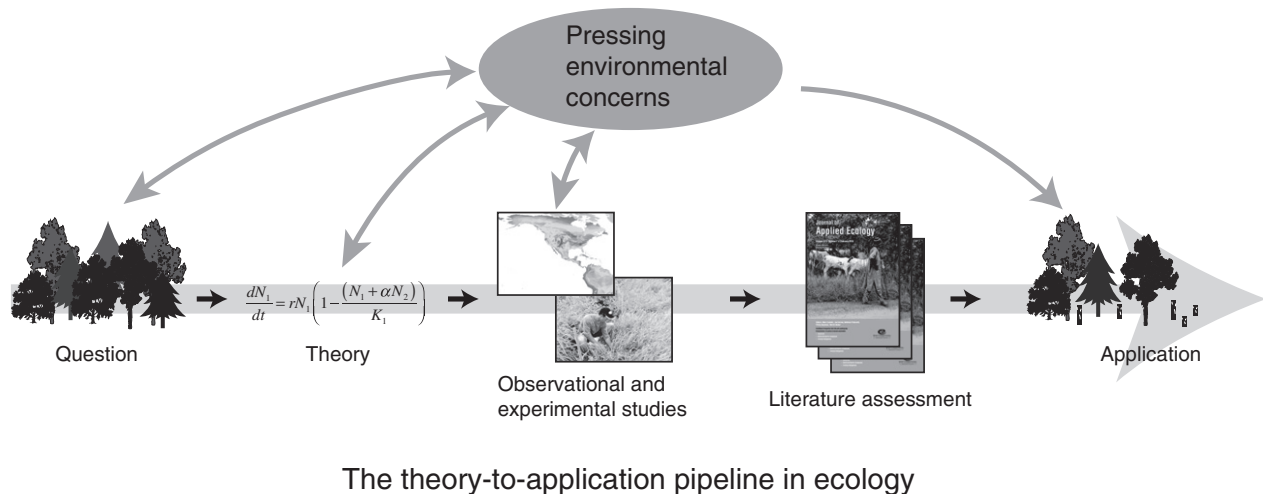 Pressing
environmental
concerns
dN₁/dt = rN₁(1 - (N₁ + αN₂)/K₁)
Journal of
Applied Ecology
Question
Theory
Observational and
experimental studies
Literature assessment
Application
The theory-to-application pipeline in ecology